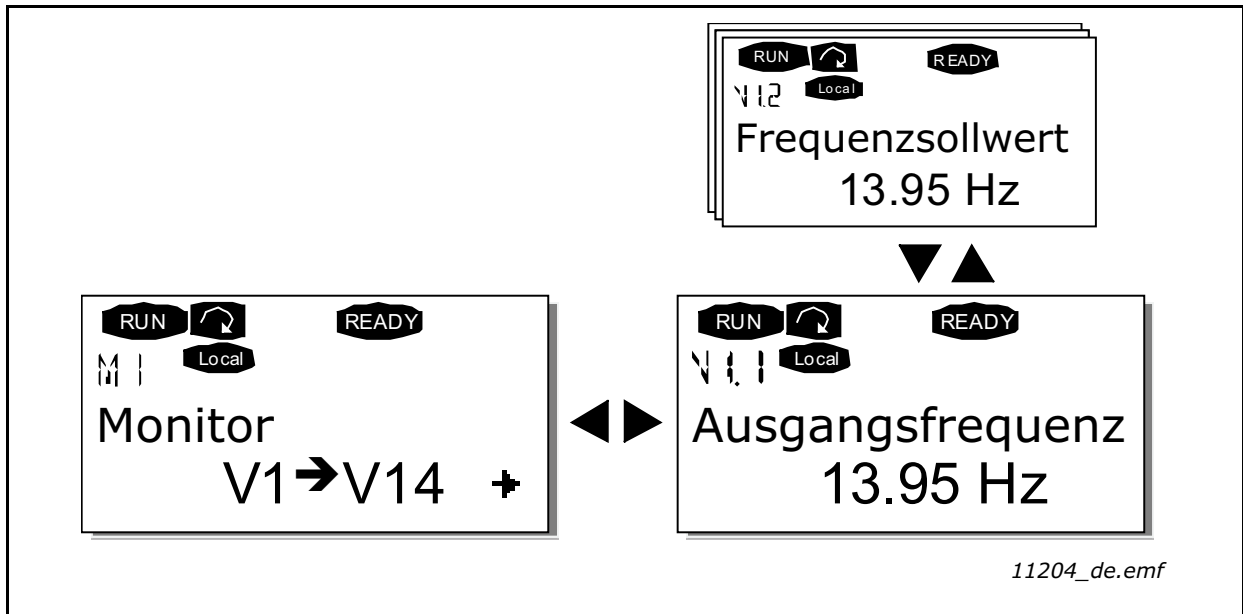 RUN READY
V1.2 Local
Frequenzsollwert
13.95 Hz
RUN READY
M1 Local
Monitor
V1➔V14
RUN READY
V1.1 Local
Ausgangsfrequenz
13.95 Hz
11204_de.emf